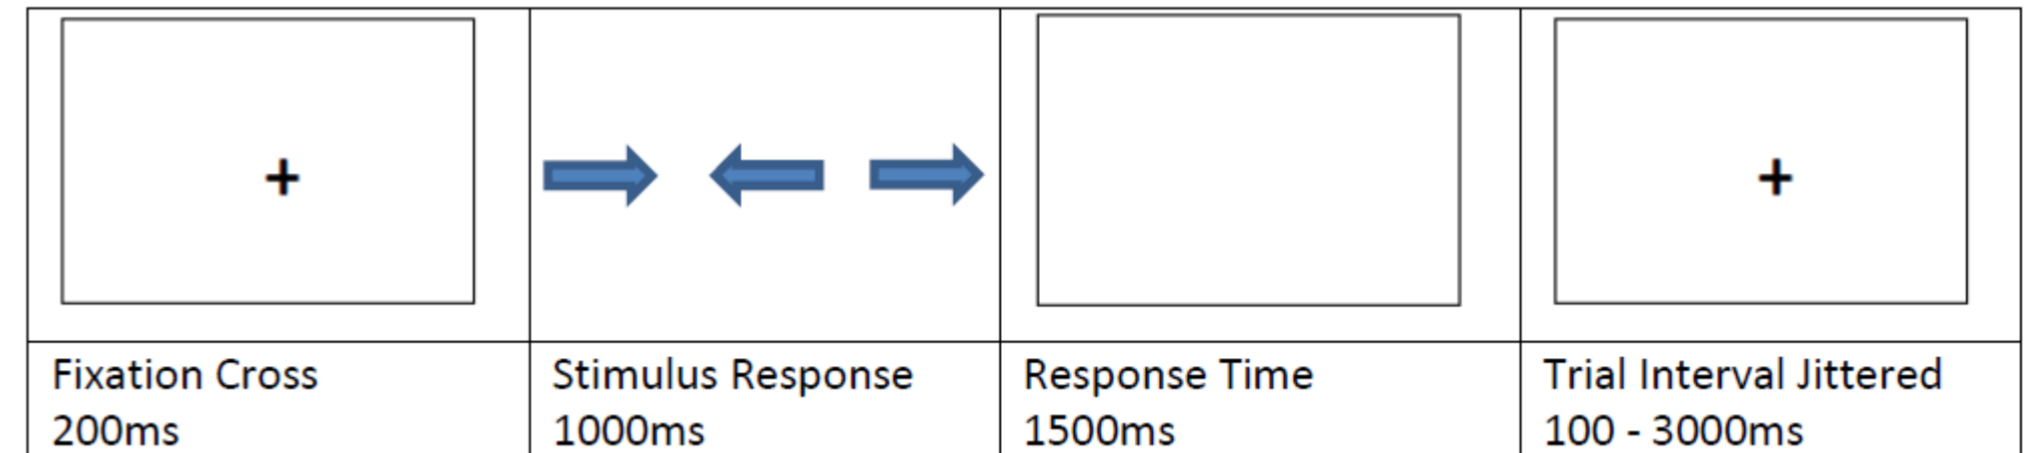 Fixation Cross
200ms
Stimulus Response
1000ms
Response Time
1500ms
Trial Interval Jittered
100 - 3000ms